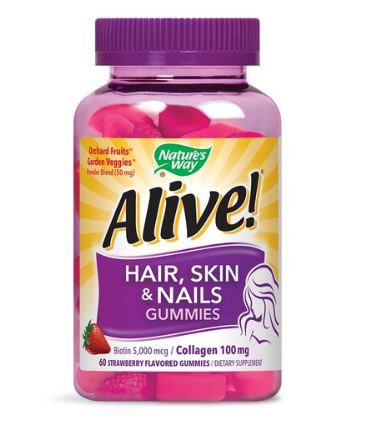 Nature's
Way
®
Orchard Fruits™
Garden Veggies™
Powder Blend (50 mg)
Alive!
®
HAIR, SKIN
& NAILS
GUMMIES
Biotin 5,000 mcg / Collagen 100 mg
60 STRAWBERRY FLAVORED GUMMIES / DIETARY SUPPLEMENT